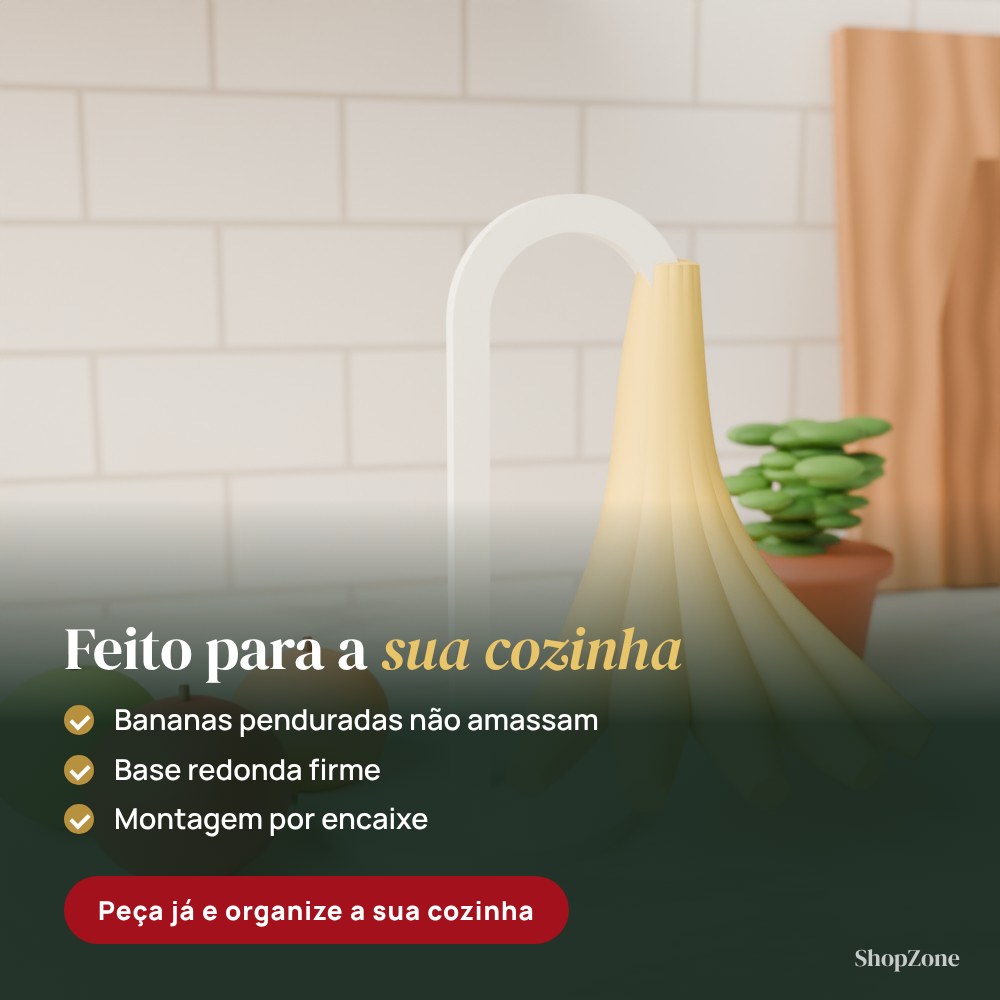 Feito para a sua cozinha
Bananas penduradas não amassam
Base redonda firme
Montagem por encaixe
Peça já e organize a sua cozinha
ShopZone